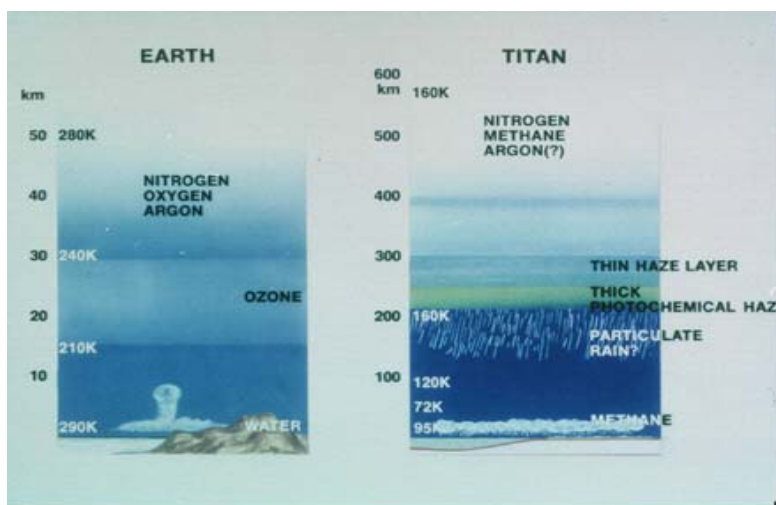 EARTH
km
50 280K
NITROGEN
40 OXYGEN
ARGON
30 240K
OZONE
20
210K
10
290K WATER
TITAN
600
km 160K
NITROGEN
500 METHANE
ARGON(?)
400
300
THIN HAZE LAYER
THICK
PHOTOCHEMICAL HAZ
200 160K
PARTICULATE
RAIN?
100 120K
72K
METHANE
95K